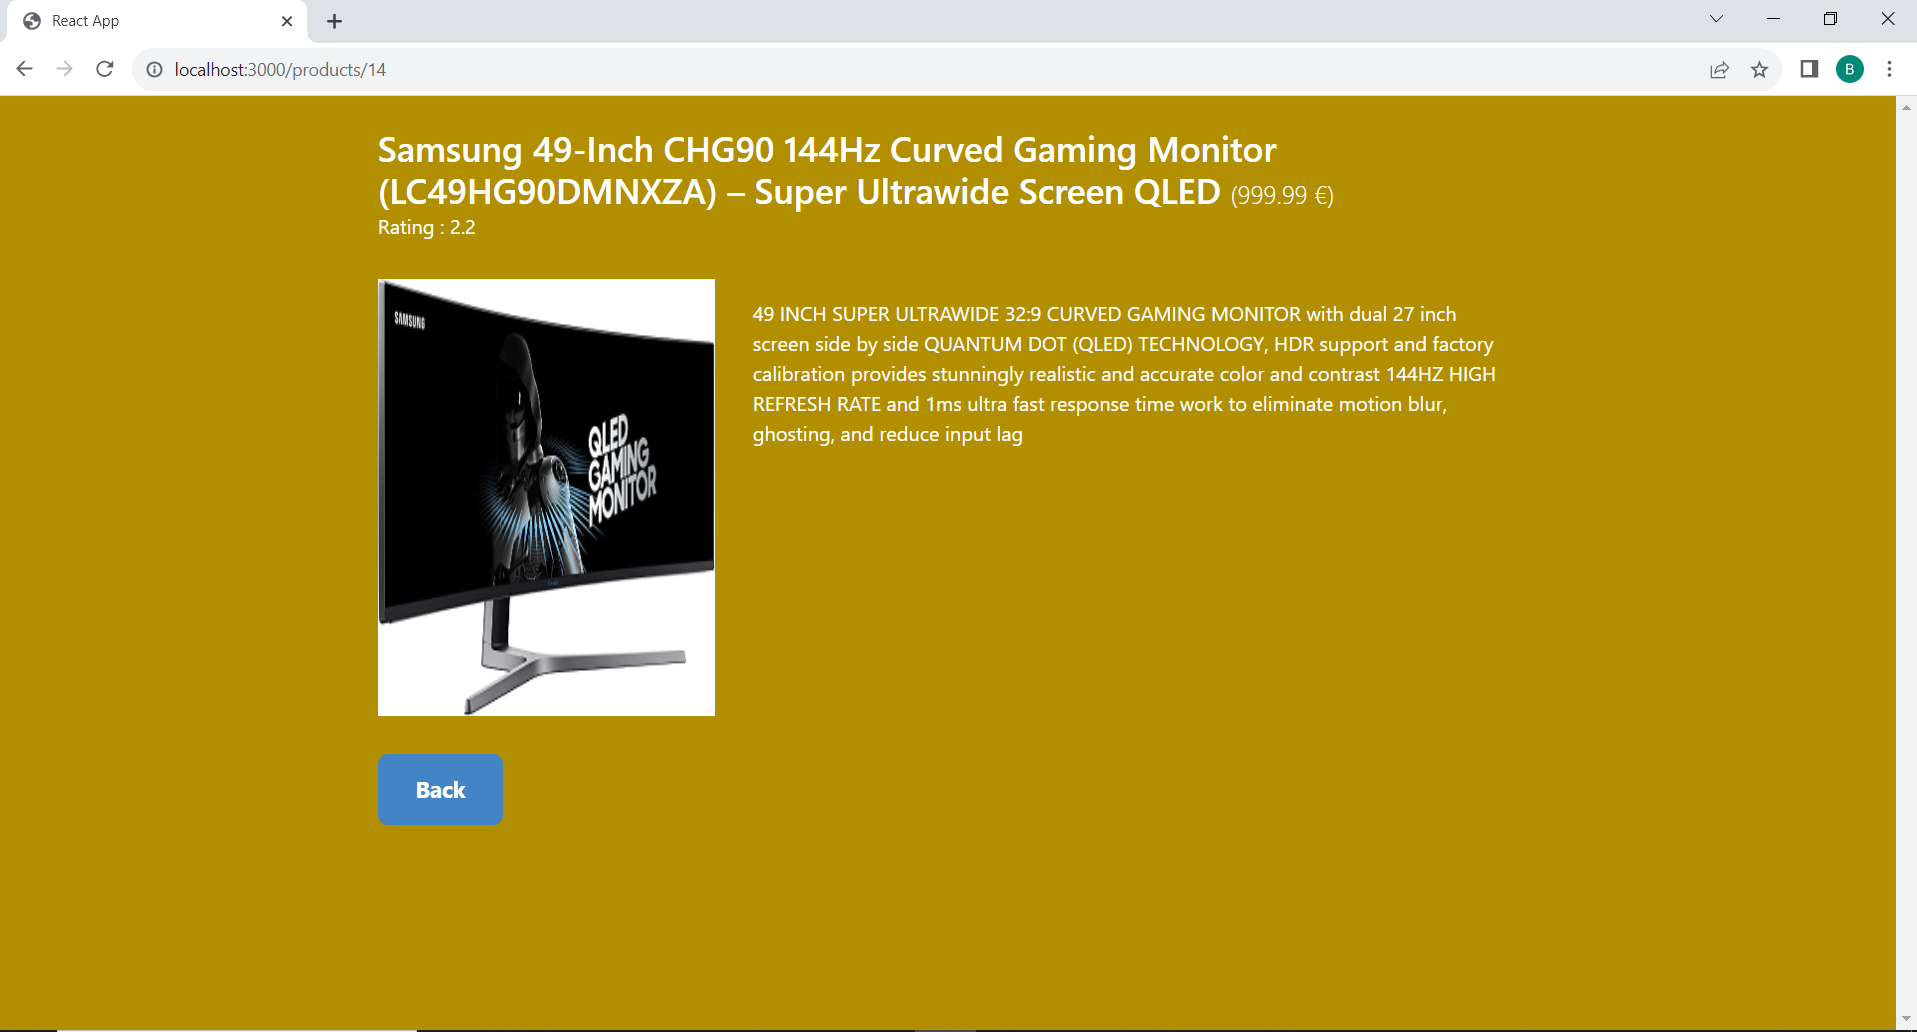 React App
localhost:3000/products/14
B
Samsung 49-Inch CHG90 144Hz Curved Gaming Monitor
(LC49HG90DMNXZA) – Super Ultrawide Screen QLED (999.99 €)
Rating : 2.2
SAMSUNG
QLED
GAMING
MONITOR
49 INCH SUPER ULTRAWIDE 32:9 CURVED GAMING MONITOR with dual 27 inch
screen side by side QUANTUM DOT (QLED) TECHNOLOGY, HDR support and factory
calibration provides stunningly realistic and accurate color and contrast 144HZ HIGH
REFRESH RATE and 1ms ultra fast response time work to eliminate motion blur,
ghosting, and reduce input lag
Back